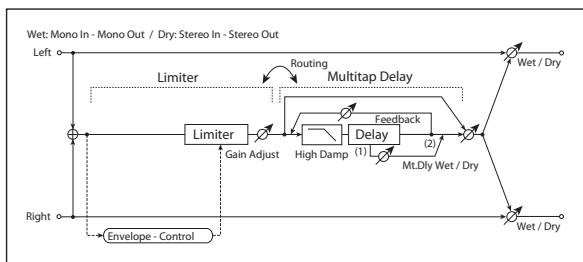 Wet: Mono In - Mono Out / Dry: Stereo In - Stereo Out
Left
Wet / Dry
Routing
Limiter
Multitap Delay
Feedback
Limiter
Delay
Gain Adjust
High Damp
(1)
(2)
Mt.Dly Wet / Dry
Right
Wet / Dry
Envelope - Control